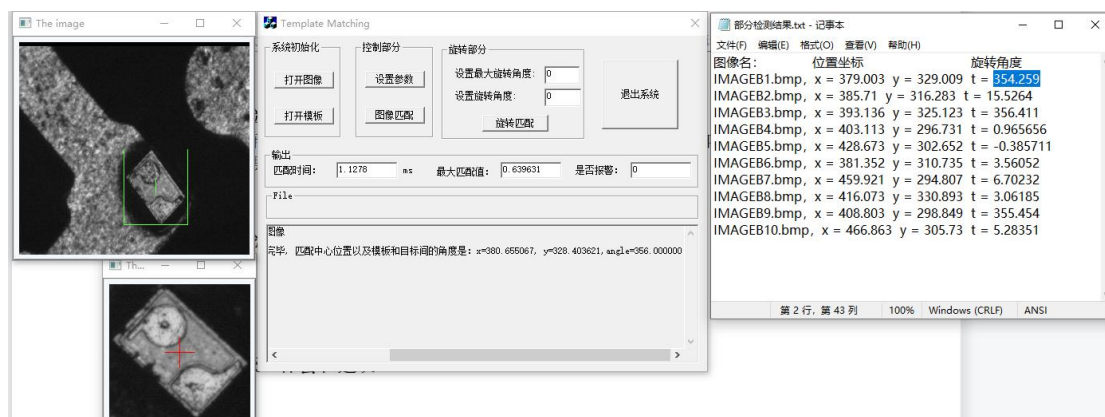 The image
Template Matching
系统初始化
打开图像
打开模板
控制部分
设置参数
图像匹配
旋转部分
设置最大旋转角度: 0
设置旋转角度: 0
旋转匹配
退出系统
输出
匹配时间: 1.1278 ms 最大匹配值: 0.639631 是否报警: 0
File
图像
完毕, 匹配中心位置以及模板和目标间的角度是: x=380.655067, y=328.403621,angle=356.000000
Th...
部分检测结果.txt - 记事本
文件(F) 编辑(E) 格式(O) 查看(V) 帮助(H)
图像名: 位置坐标 旋转角度
IMAGEB1.bmp, x = 379.003 y = 329.009 t = 354.259
IMAGEB2.bmp, x = 385.71 y = 316.283 t = 15.5264
IMAGEB3.bmp, x = 393.136 y = 325.123 t = 356.411
IMAGEB4.bmp, x = 403.113 y = 296.731 t = 0.965656
IMAGEB5.bmp, x = 428.673 y = 302.652 t = -0.385711
IMAGEB6.bmp, x = 381.352 y = 310.735 t = 3.56052
IMAGEB7.bmp, x = 459.921 y = 294.807 t = 6.70232
IMAGEB8.bmp, x = 416.073 y = 330.893 t = 3.06185
IMAGEB9.bmp, x = 408.803 y = 298.849 t = 355.454
IMAGEB10.bmp, x = 466.863 y = 305.73 t = 5.28351
第 2 行, 第 43 列 100% Windows (CRLF) ANSI